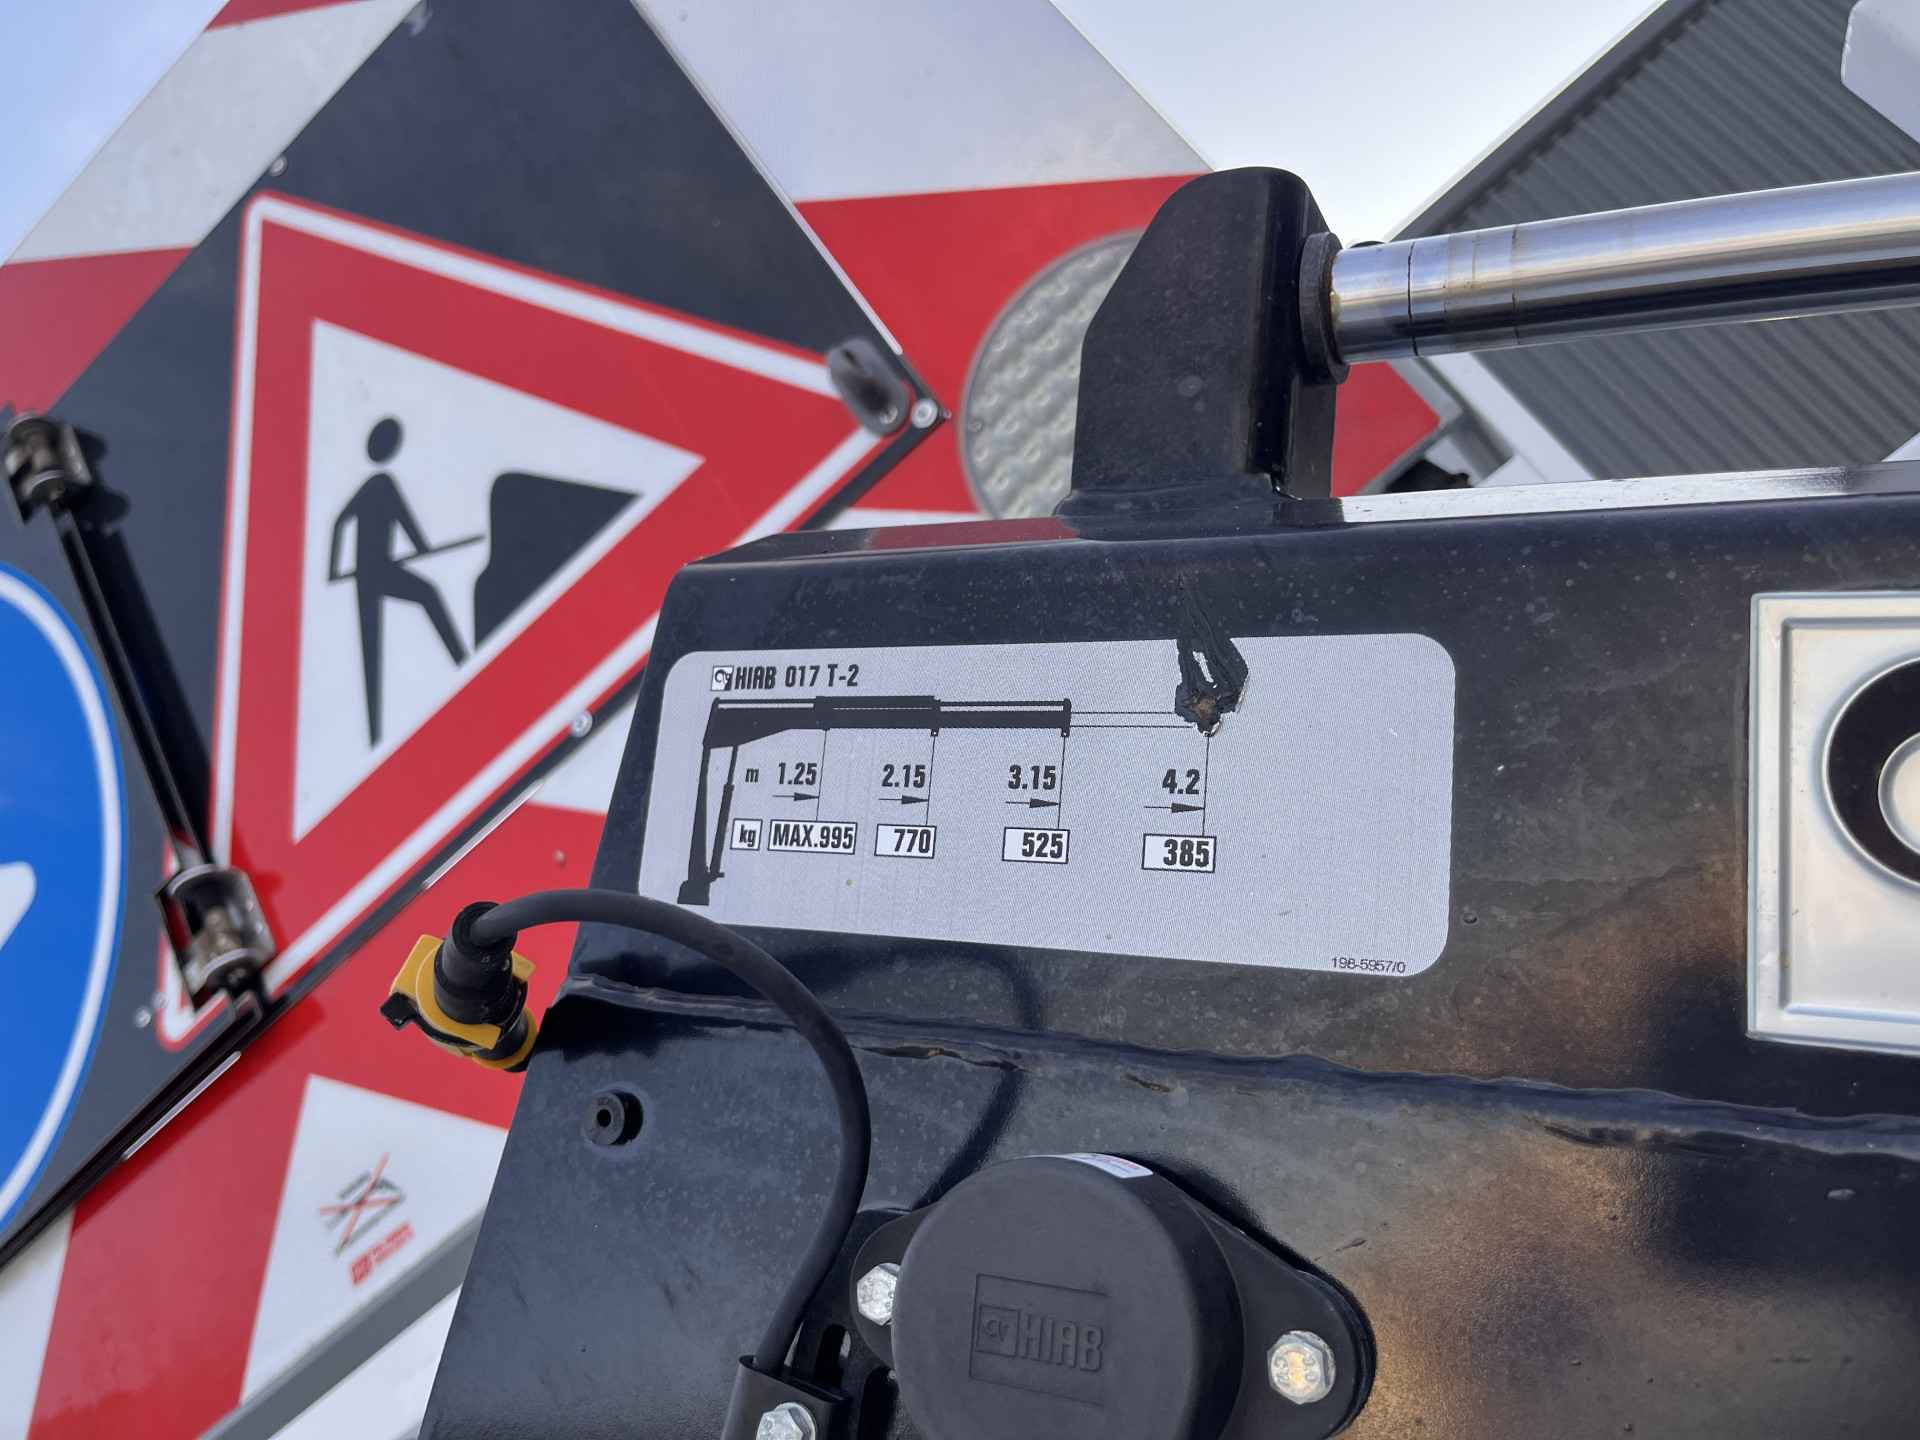 HIAB 017 T-2
m 1.25 2.15 3.15 4.2
kg MAX.995 770 525 385
198-5957/0
HIAB